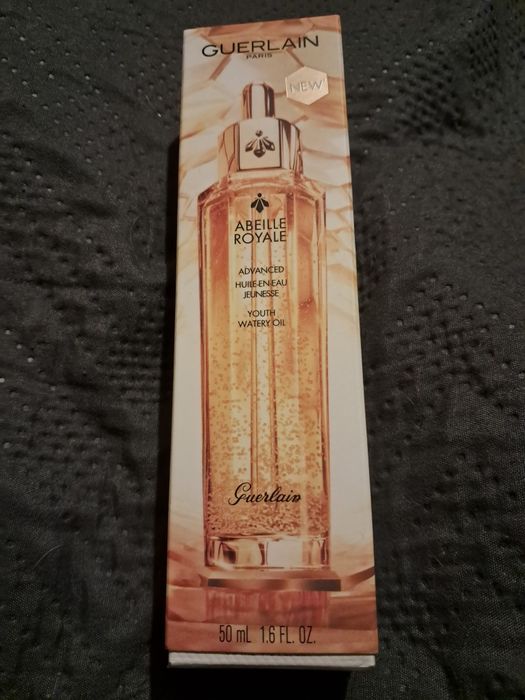 GUERLAIN
PARIS
NEW
ABEILLE
ROYALE
ADVANCED
HUILE-EN-EAU
JEUNESSE
YOUTH
WATERY OIL
Guerlain
50 mL 1.6 FL. OZ.